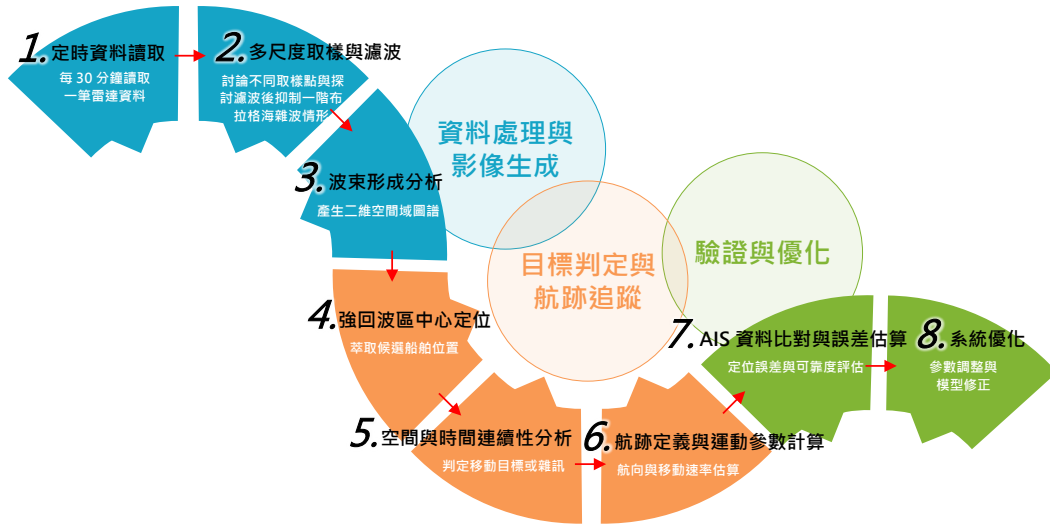 1. 定時資料讀取
每 30 分鐘讀取
一筆雷達資料
2. 多尺度取樣與濾波
討論不同取樣點與探
討濾波後抑制一階布
拉格海雜波情形
3. 波束形成分析
產生二維空間域圖譜
資料處理與
影像生成
4. 強回波區中心定位
萃取候選船舶位置
目標判定與
航跡追蹤
5. 空間與時間連續性分析
判定移動目標或雜訊
6. 航跡定義與運動參數計算
航向與移動速率估算
驗證與優化
7. AIS 資料比對與誤差估算
定位誤差與可靠度評估
8. 系統優化
參數調整與
模型修正